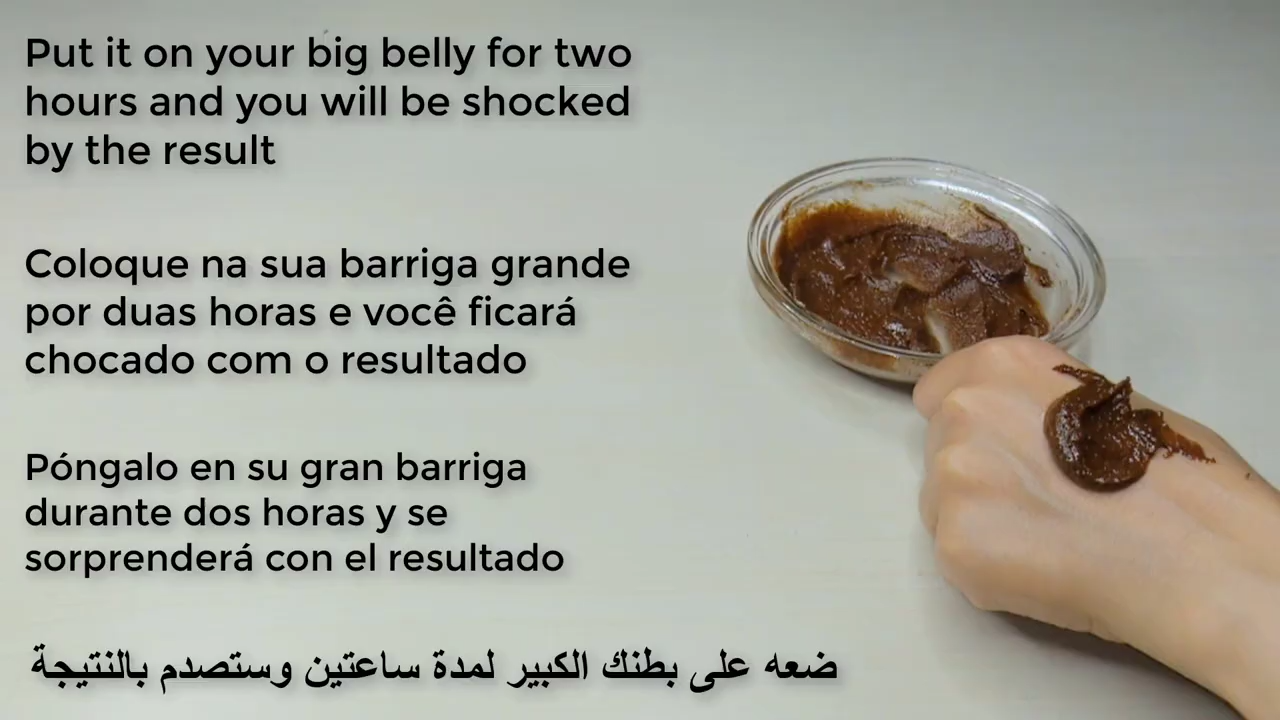 Put it on your big belly for two
hours and you will be shocked
by the result
Coloque na sua barriga grande
por duas horas e você ficará
chocado com o resultado
Póngalo en su gran barriga
durante dos horas y se
sorprenderá con el resultado
ضعه على بطنك الكبير لمدة ساعتين وستصدم بالنتيجة